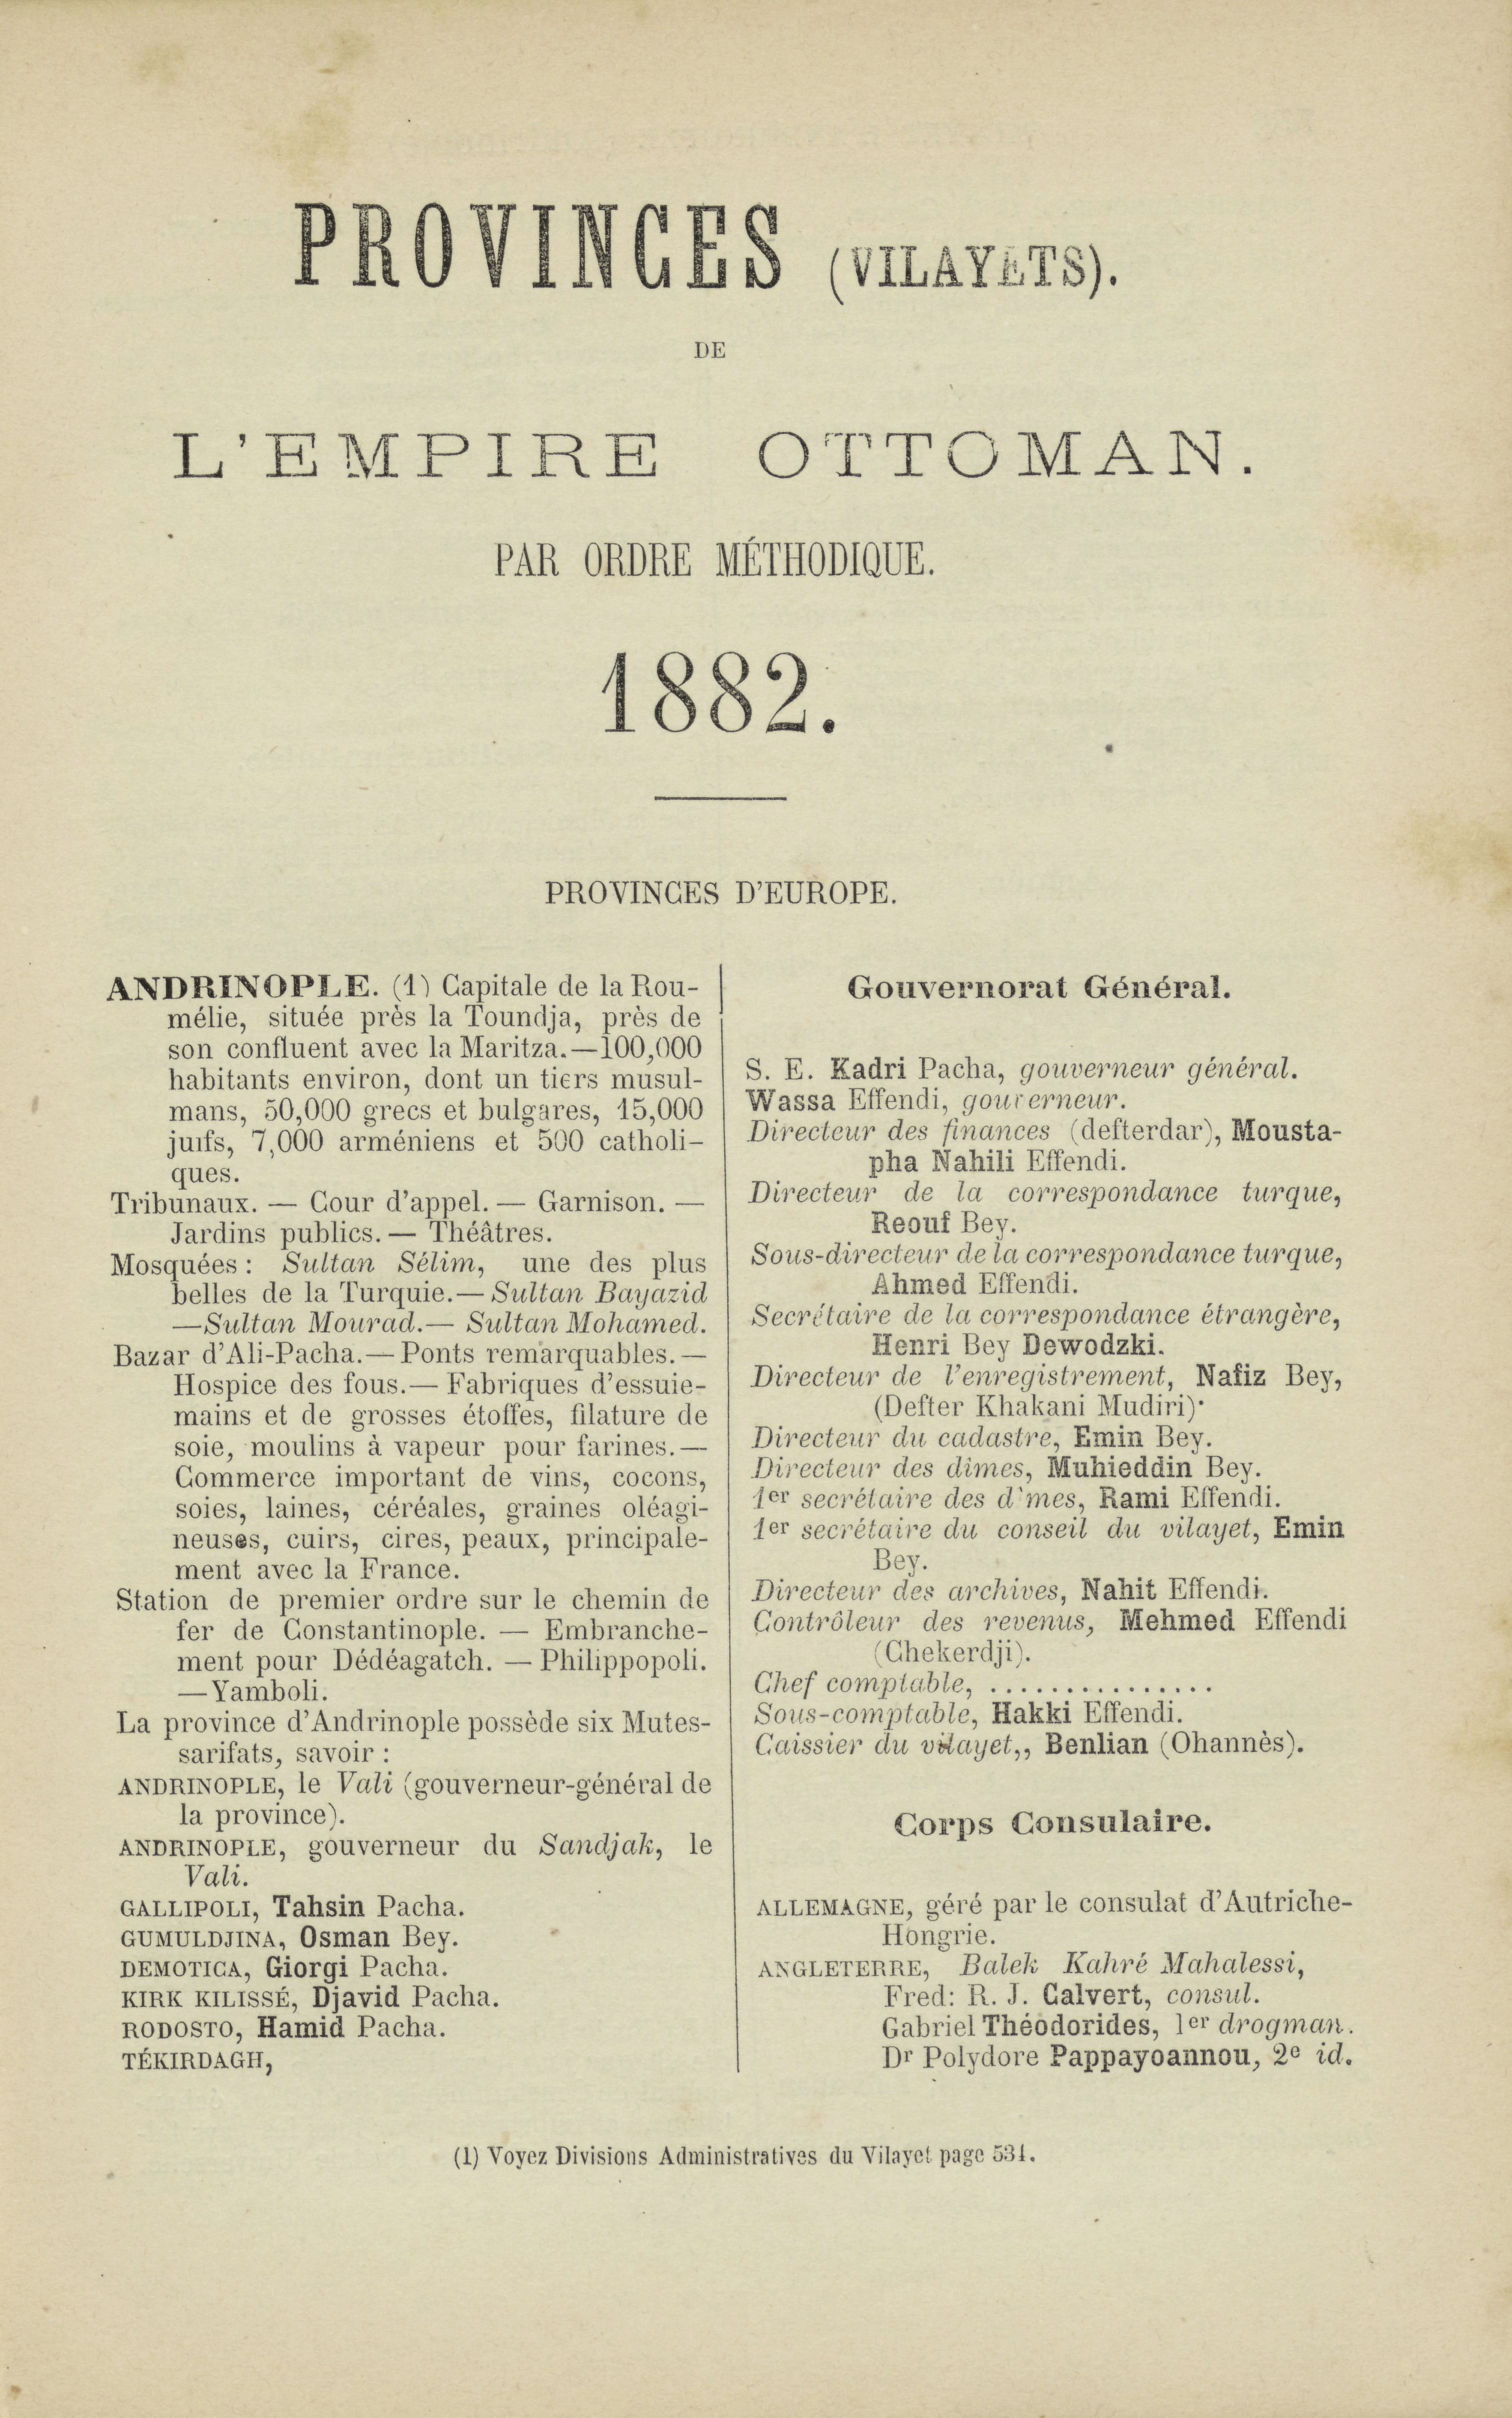 PROVINCES (VILAYETS).
DE
L'EMPIRE OTTOMAN.
PAR ORDRE MÉTHODIQUE.
1882.
PROVINCES D'EUROPE.
ANDRINOPLE. (1) Capitale de la Rou-
mélie, située près la Toundja, près de
son confluent avec la Maritza.—100,000
habitants environ, dont un tiers musul-
mans, 50,000 grecs et bulgares, 15,000
juifs, 7,000 arméniens et 500 catholi-
ques.
Tribunaux. — Cour d'appel. — Garnison. —
Jardins publics. — Théâtres.
Mosquées : Sultan Sélim, une des plus
belles de la Turquie.— Sultan Bayazid
—Sultan Mourad.— Sultan Mohamed.
Bazar d'Ali-Pacha.— Ponts remarquables. —
Hospice des fous.— Fabriques d'essuie-
mains et de grosses étoffes, filature de
soie, moulins à vapeur pour farines.—
Commerce important de vins, cocons,
soies, laines, céréales, graines oléagi-
neuses, cuirs, cires, peaux, principale-
ment avec la France.
Station de premier ordre sur le chemin de
fer de Constantinople. — Embranche-
ment pour Dédéagatch. — Philippopoli.
—Yamboli.
La province d'Andrinople possède six Mutes-
sarifats, savoir :
ANDRINOPLE, le Vali (gouverneur-général de
la province).
ANDRINOPLE, gouverneur du Sandjak, le
Vali.
GALLIPOLI, Tahsin Pacha.
GUMULDJINA, Osman Bey.
DEMOTICA, Giorgi Pacha.
KIRK KILISSÉ, Djavid Pacha.
RODOSTO, Hamid Pacha.
TÉKIRDAGH,
Gouvernorat Général.
S. E. Kadri Pacha, gouverneur général.
Wassa Effendi, gouverneur.
Directeur des finances (defterdar), Mousta-
pha Nahili Effendi.
Directeur de la correspondance turque,
Reouf Bey.
Sous-directeur de la correspondance turque,
Ahmed Effendi.
Secrétaire de la correspondance étrangère,
Henri Bey Dewodzki.
Directeur de l'enregistrement, Nafiz Bey,
(Defter Khakani Mudiri).
Directeur du cadastre, Emin Bey.
Directeur des dîmes, Muhieddin Bey.
1er secrétaire des dîmes, Rami Effendi.
1er secrétaire du conseil du vilayet, Emin
Bey.
Directeur des archives, Nahit Effendi.
Contrôleur des revenus, Mehmed Effendi
(Chekerdji).
Chef comptable, ...............
Sous-comptable, Hakki Effendi.
Caissier du vilayet,, Benlian (Ohannès).
Corps Consulaire.
ALLEMAGNE, géré par le consulat d'Autriche-
Hongrie.
ANGLETERRE, Balek Kahré Mahalessi,
Fred: R. J. Calvert, consul.
Gabriel Théodorides, 1er drogman.
Dr Polydore Pappayoannou, 2e id.
(1) Voyez Divisions Administratives du Vilayet page 531.